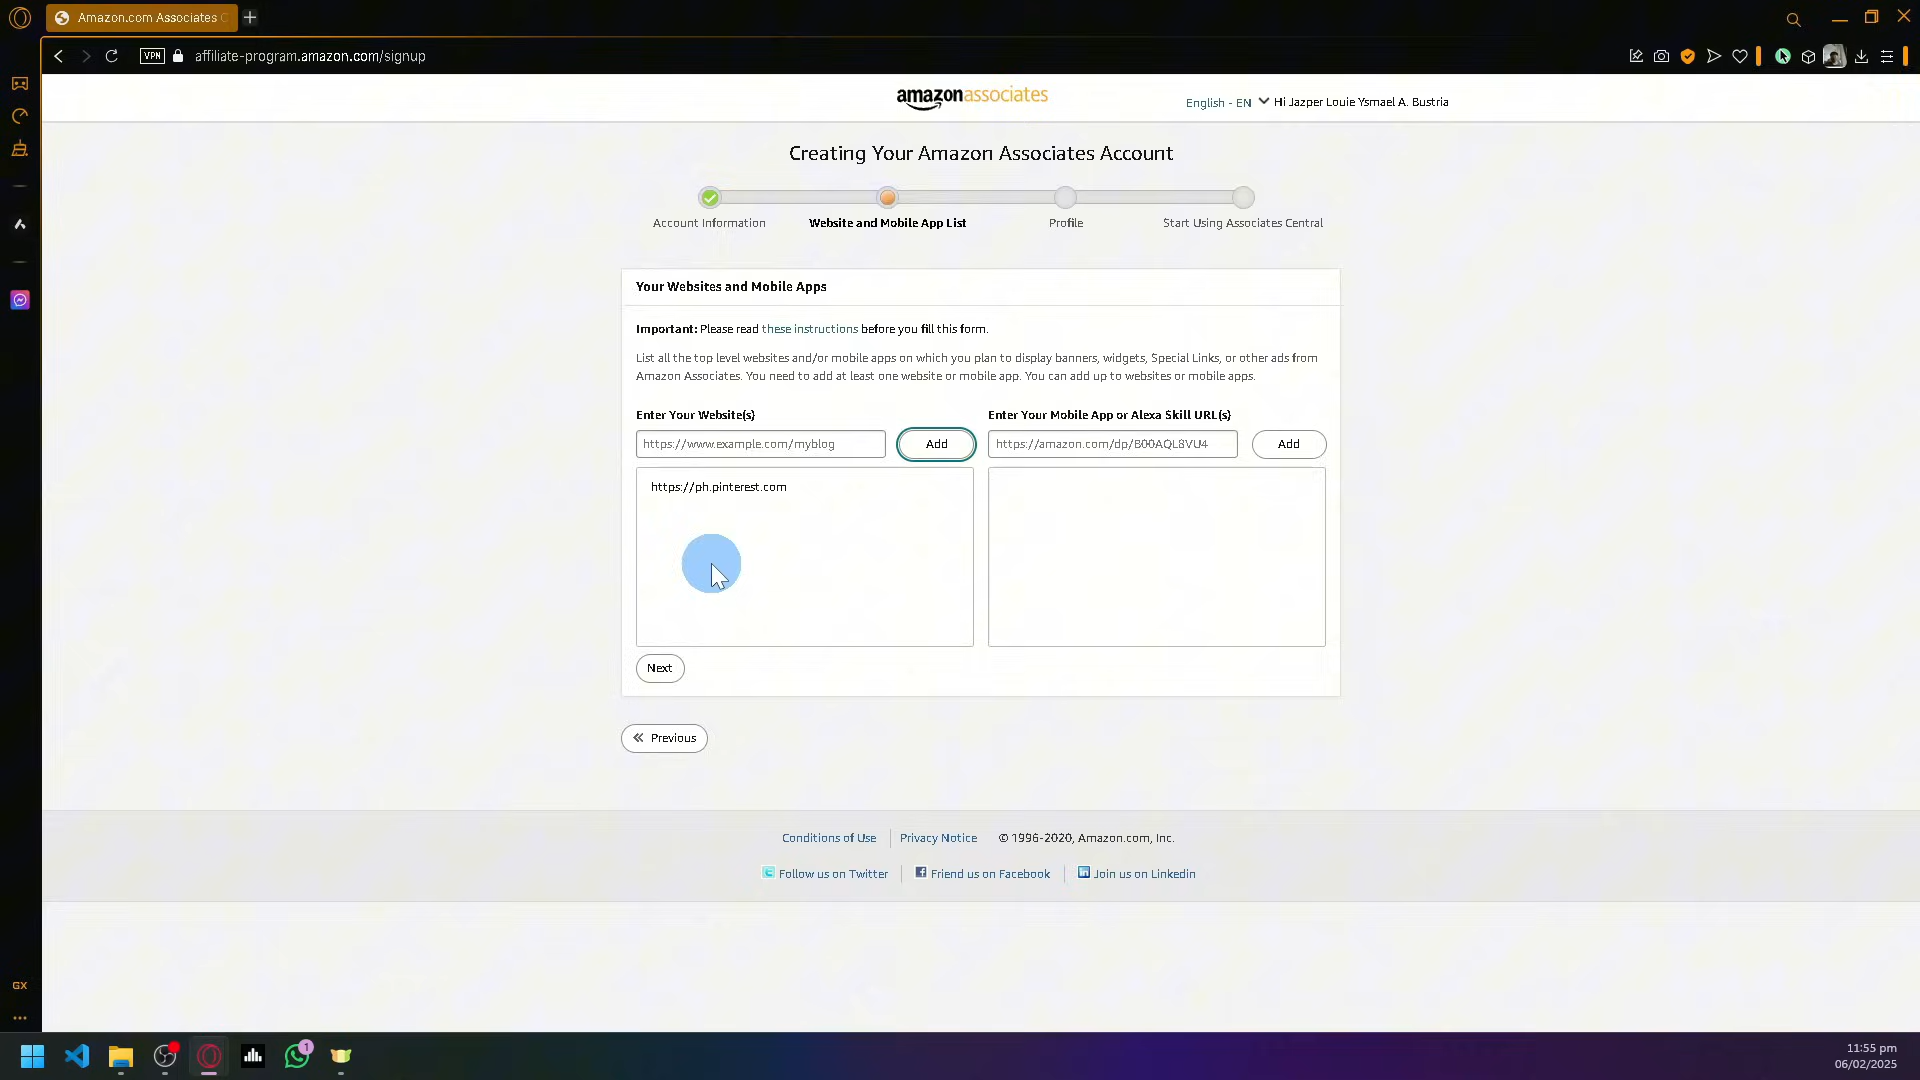 Amazon.com Associates C
VPN
affiliate-program.amazon.com/signup
amazonassociates
English - EN
Hi Jazper Louie Ysmael A. Bustria
Creating Your Amazon Associates Account
Account Information
Website and Mobile App List
Profile
Start Using Associates Central
Your Websites and Mobile Apps
Important: Please read these instructions before you fill this form.
List all the top level websites and/or mobile apps on which you plan to display banners, widgets, Special Links, or other ads from
Amazon Associates. You need to add at least one website or mobile app. You can add up to websites or mobile apps.
Enter Your Website(s)
Enter Your Mobile App or Alexa Skill URL(s)
https://www.example.com/myblog
Add
https://amazon.com/dp/B00AQL8VU4
Add
https://ph.pinterest.com
Next
« Previous
Conditions of Use
Privacy Notice
© 1996-2020, Amazon.com, Inc.
Follow us on Twitter
Friend us on Facebook
Join us on Linkedin
GX
1
11:55 pm
06/02/2025